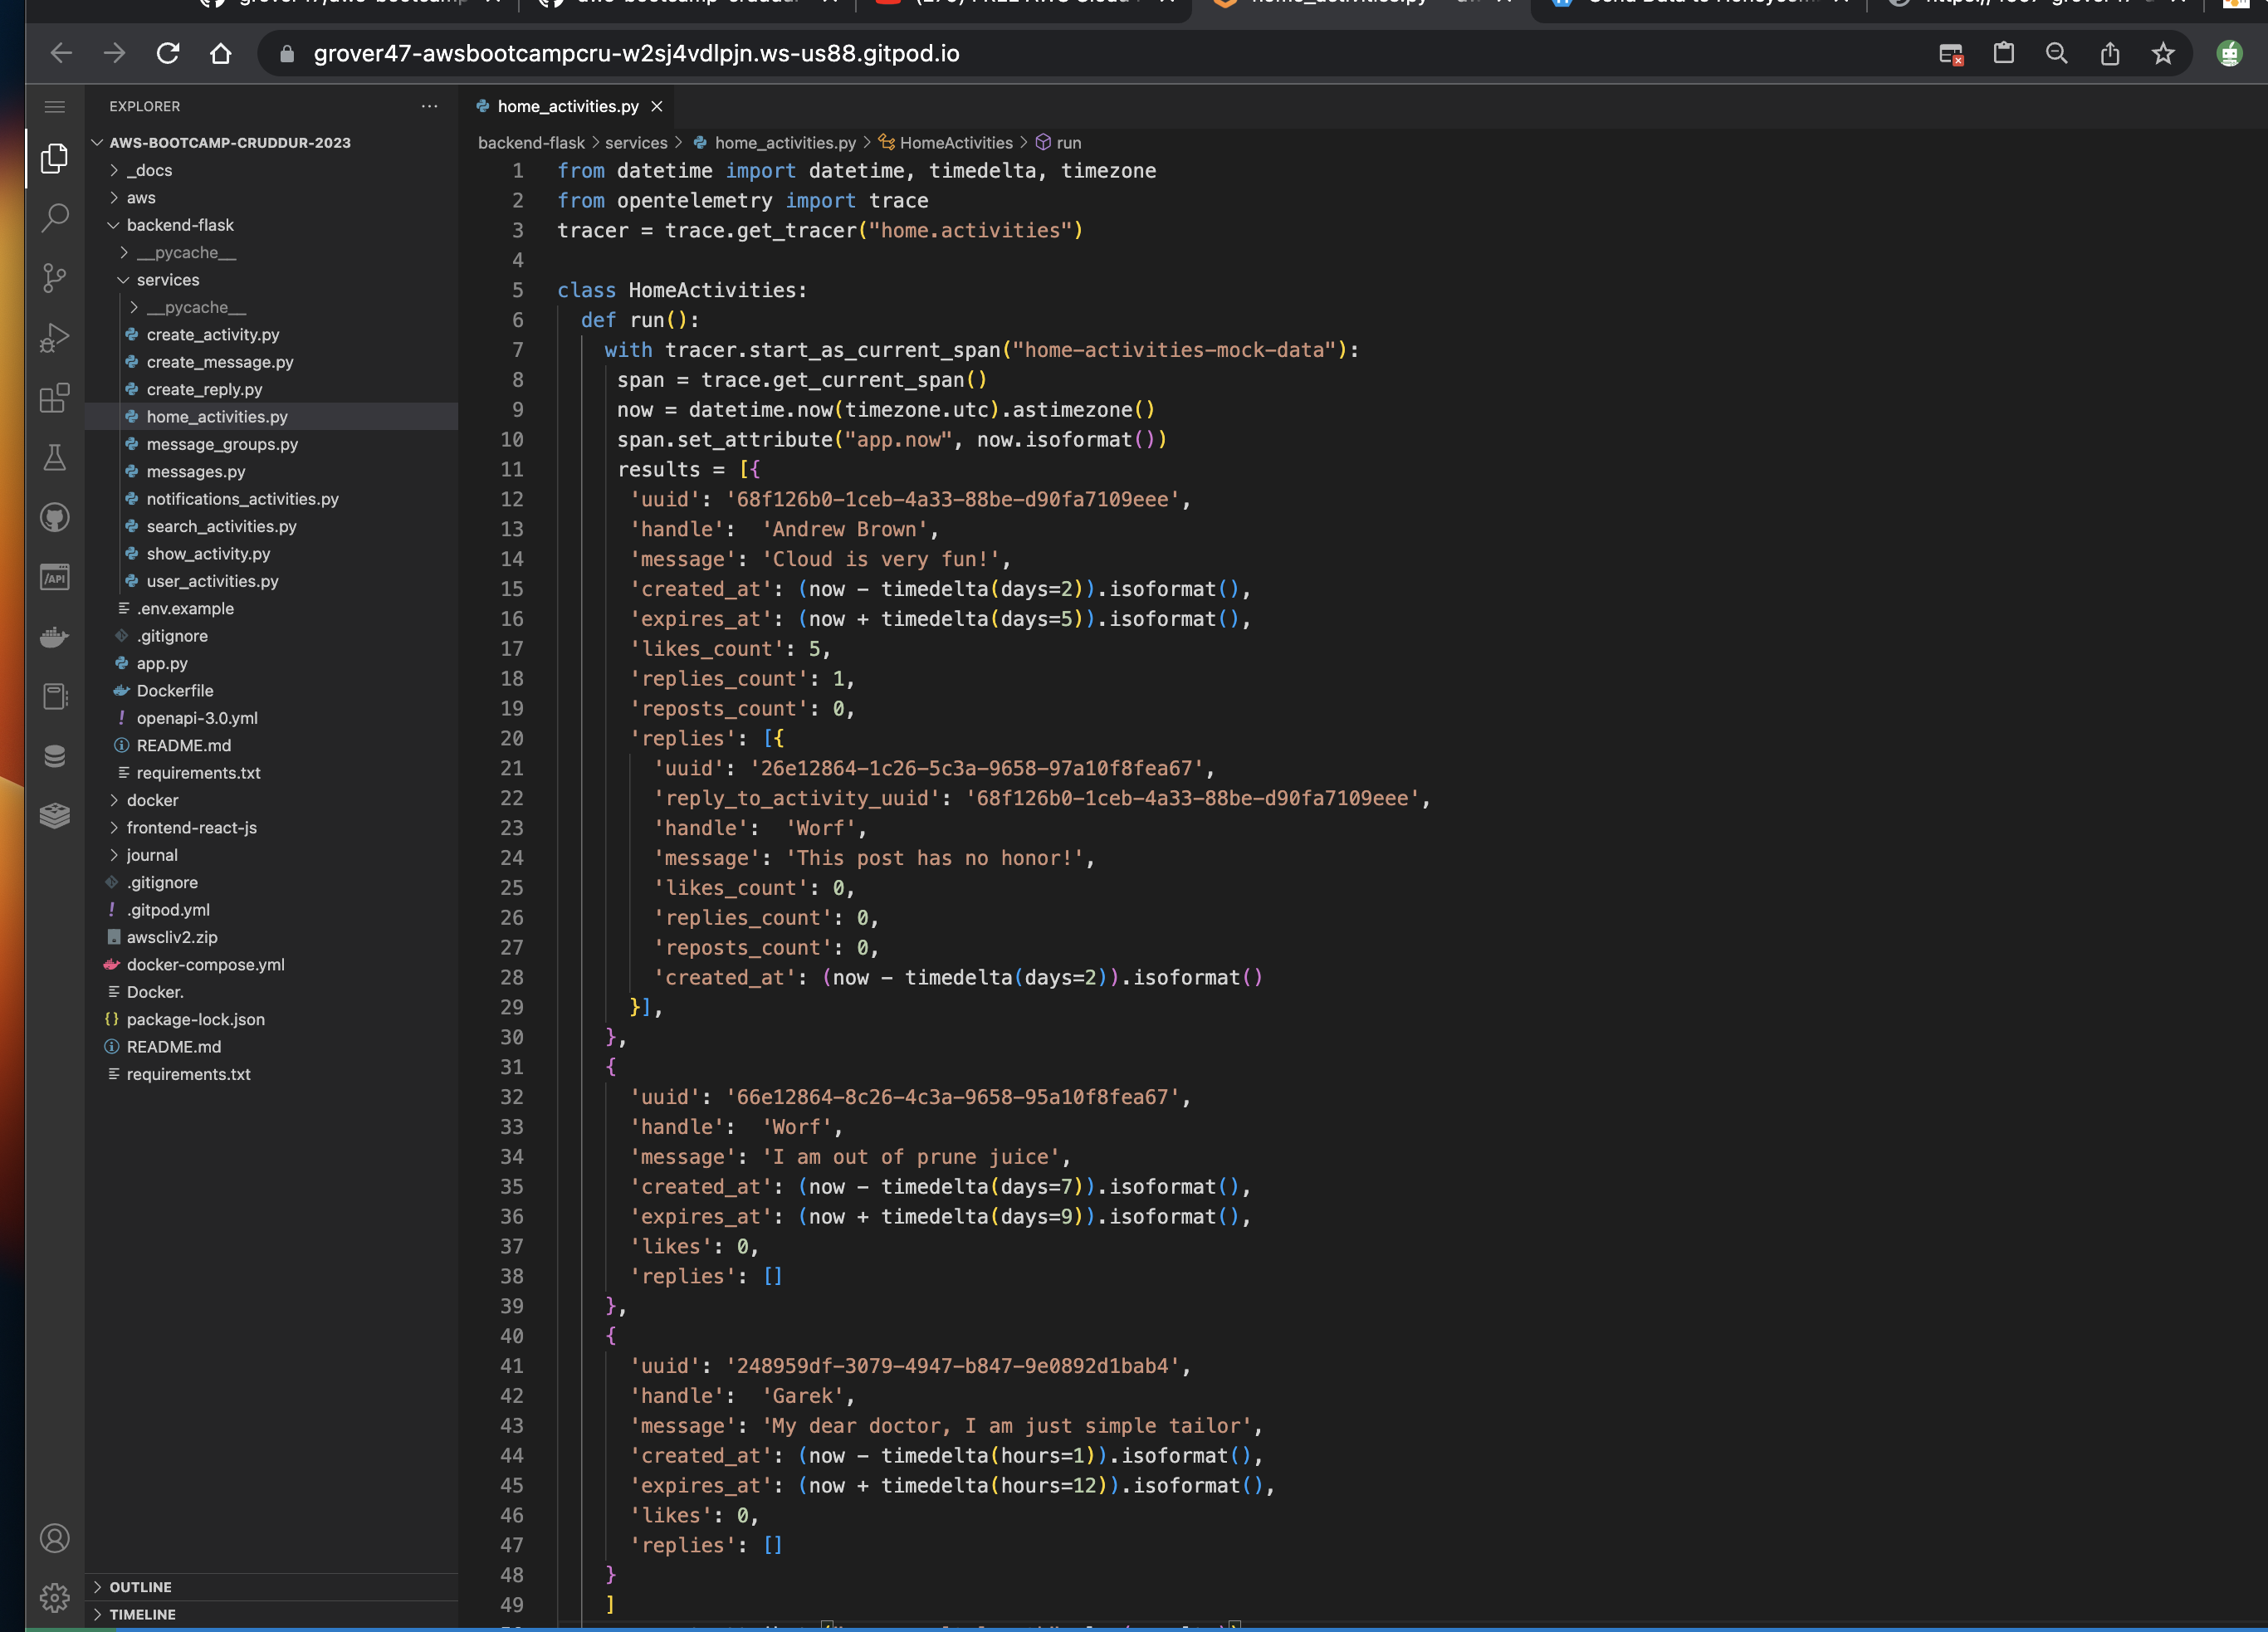 grover47-awsbootcampcru-w2sj4vdlpjn.ws-us88.gitpod.io
EXPLORER
home_activities.py
AWS-BOOTCAMP-CRUDDUR-2023
_docs
aws
backend-flask
__pycache__
services
__pycache__
create_activity.py
create_message.py
create_reply.py
home_activities.py
message_groups.py
messages.py
notifications_activities.py
search_activities.py
show_activity.py
user_activities.py
.env.example
.gitignore
app.py
Dockerfile
! openapi-3.0.yml
README.md
requirements.txt
docker
frontend-react-js
journal
.gitignore
! .gitpod.yml
awscliv2.zip
docker-compose.yml
Docker.
{} package-lock.json
README.md
requirements.txt
OUTLINE
TIMELINE
/API
backend-flask > services > home_activities.py > HomeActivities > run
1 from datetime import datetime, timedelta, timezone
2 from opentelemetry import trace
3 tracer = trace.get_tracer("home.activities")
4
5 class HomeActivities:
6 def run():
7 with tracer.start_as_current_span("home-activities-mock-data"):
8 span = trace.get_current_span()
9 now = datetime.now(timezone.utc).astimezone()
10 span.set_attribute("app.now", now.isoformat())
11 results = [{
12 'uuid': '68f126b0-1ceb-4a33-88be-d90fa7109eee',
13 'handle':  'Andrew Brown',
14 'message': 'Cloud is very fun!',
15 'created_at': (now - timedelta(days=2)).isoformat(),
16 'expires_at': (now + timedelta(days=5)).isoformat(),
17 'likes_count': 5,
18 'replies_count': 1,
19 'reposts_count': 0,
20 'replies': [{
21 'uuid': '26e12864-1c26-5c3a-9658-97a10f8fea67',
22 'reply_to_activity_uuid': '68f126b0-1ceb-4a33-88be-d90fa7109eee',
23 'handle':  'Worf',
24 'message': 'This post has no honor!',
25 'likes_count': 0,
26 'replies_count': 0,
27 'reposts_count': 0,
28 'created_at': (now - timedelta(days=2)).isoformat()
29 }],
30 },
31 {
32 'uuid': '66e12864-8c26-4c3a-9658-95a10f8fea67',
33 'handle':  'Worf',
34 'message': 'I am out of prune juice',
35 'created_at': (now - timedelta(days=7)).isoformat(),
36 'expires_at': (now + timedelta(days=9)).isoformat(),
37 'likes': 0,
38 'replies': []
39 },
40 {
41 'uuid': '248959df-3079-4947-b847-9e0892d1bab4',
42 'handle':  'Garek',
43 'message': 'My dear doctor, I am just simple tailor',
44 'created_at': (now - timedelta(hours=1)).isoformat(),
45 'expires_at': (now + timedelta(hours=12)).isoformat(),
46 'likes': 0,
47 'replies': []
48 }
49 ]